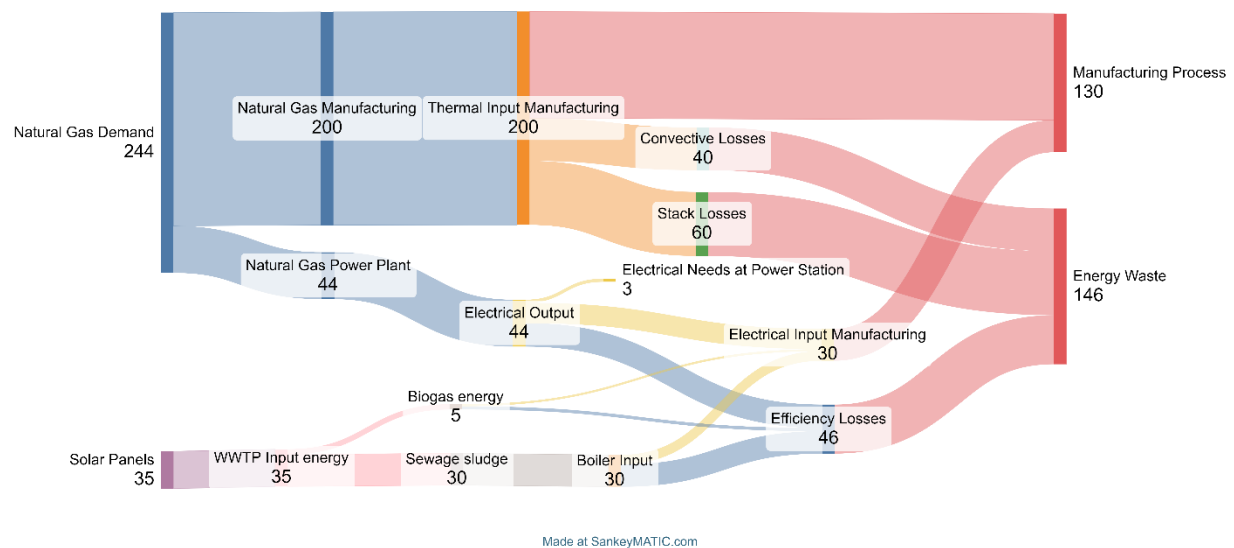 Natural Gas Demand
244
Natural Gas Manufacturing
200
Thermal Input Manufacturing
200
Manufacturing Process
130
Convective Losses
40
Stack Losses
60
Natural Gas Power Plant
44
Electrical Needs at Power Station
3
Energy Waste
146
Electrical Output
44
Electrical Input Manufacturing
30
Biogas energy
5
Efficiency Losses
46
Solar Panels
35
WWTP Input energy
35
Sewage sludge
30
Boiler Input
30
Made at SankeyMATIC.com